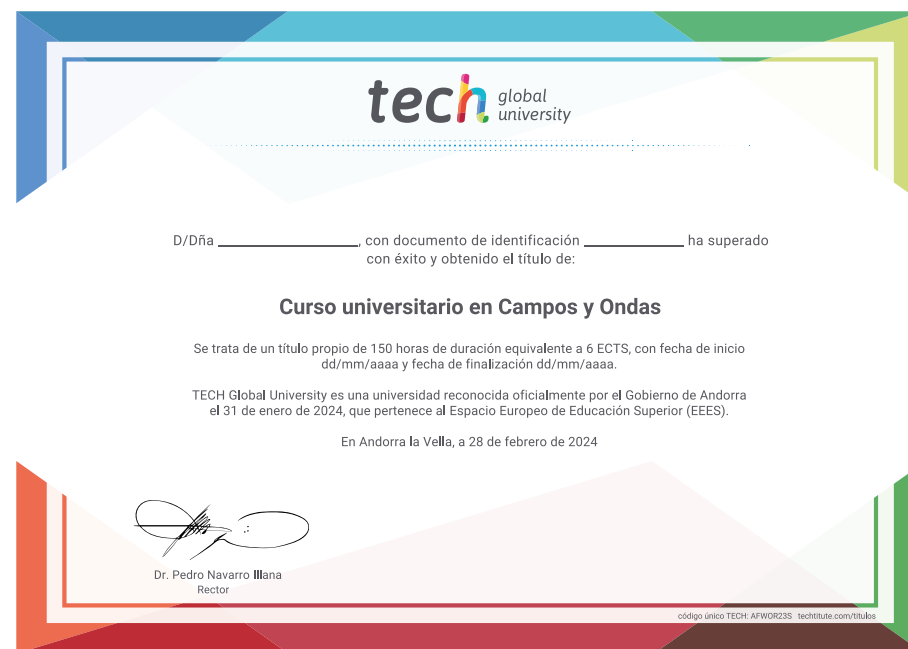 tech global university
D/Dña ____________________, con documento de identificación ______________ ha superado
con éxito y obtenido el título de:
Curso universitario en Campos y Ondas
Se trata de un título propio de 150 horas de duración equivalente a 6 ECTS, con fecha de inicio
dd/mm/aaaa y fecha de finalización dd/mm/aaaa.
TECH Global University es una universidad reconocida oficialmente por el Gobierno de Andorra
el 31 de enero de 2024, que pertenece al Espacio Europeo de Educación Superior (EEES).
En Andorra la Vella, a 28 de febrero de 2024
Dr. Pedro Navarro Illana
Rector
código único TECH: AFWOR23S techtitute.com/titulos